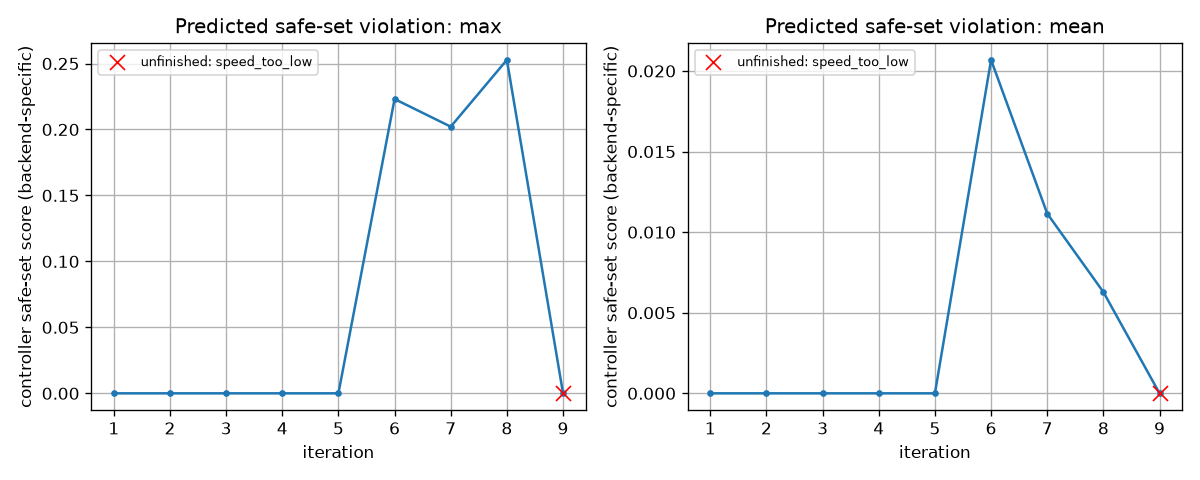 Predicted safe-set violation: max
controller safe-set score (backend-specific)
unfinished: speed_too_low
0.25
0.20
0.15
0.10
0.05
0.00
1 2 3 4 5 6 7 8 9
iteration
Predicted safe-set violation: mean
controller safe-set score (backend-specific)
unfinished: speed_too_low
0.020
0.015
0.010
0.005
0.000
1 2 3 4 5 6 7 8 9
iteration